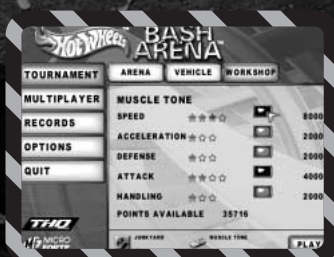 HOT WHEELS
BASH ARENA
TOURNAMENT
MULTIPLAYER
RECORDS
OPTIONS
QUIT
ARENA VEHICLE WORKSHOP
MUSCLE TONE
SPEED 8000
ACCELERATION 2000
DEFENSE 2000
ATTACK 4000
HANDLING 2000
POINTS AVAILABLE 35716
THQ
MICRO FORTE
JUNKYARD MUSCLE TONE PLAY